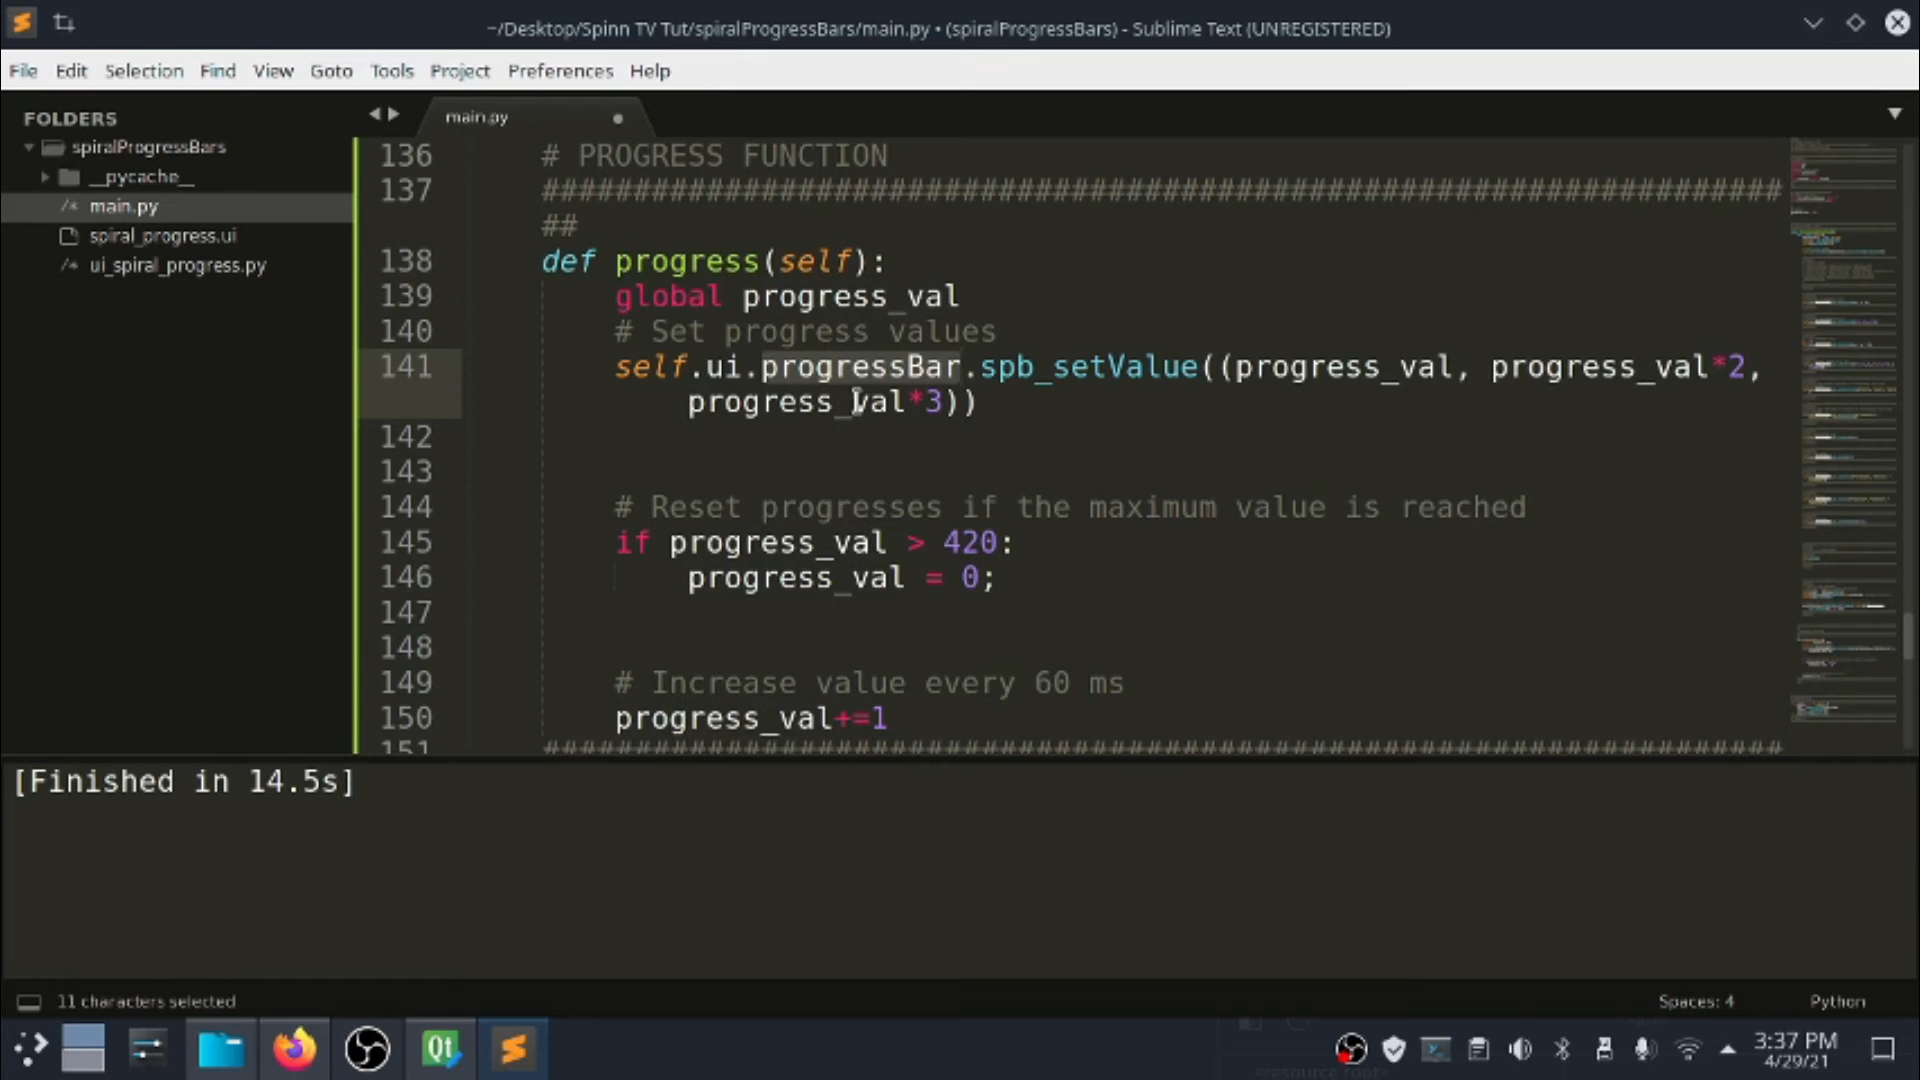 ~/Desktop/Spinn TV Tut/spiralProgressBars/main.py • (spiralProgressBars) - Sublime Text (UNREGISTERED)
File Edit Selection Find View Goto Tools Project Preferences Help
FOLDERS
spiralProgressBars
__pycache__
main.py
spiral_progress.ui
ui_spiral_progress.py
main.py
136 # PROGRESS FUNCTION
137 ####################################################################
##
138 def progress(self):
139 global progress_val
140 # Set progress values
141 self.ui.progressBar.spb_setValue((progress_val, progress_val*2,
progress_val*3))
142
143
144 # Reset progresses if the maximum value is reached
145 if progress_val > 420:
146 progress_val = 0;
147
148
149 # Increase value every 60 ms
150 progress_val+=1
151 ####################################################################
[Finished in 14.5s]
11 characters selected
Spaces: 4 Python
Qt
3:37 PM
4/29/21